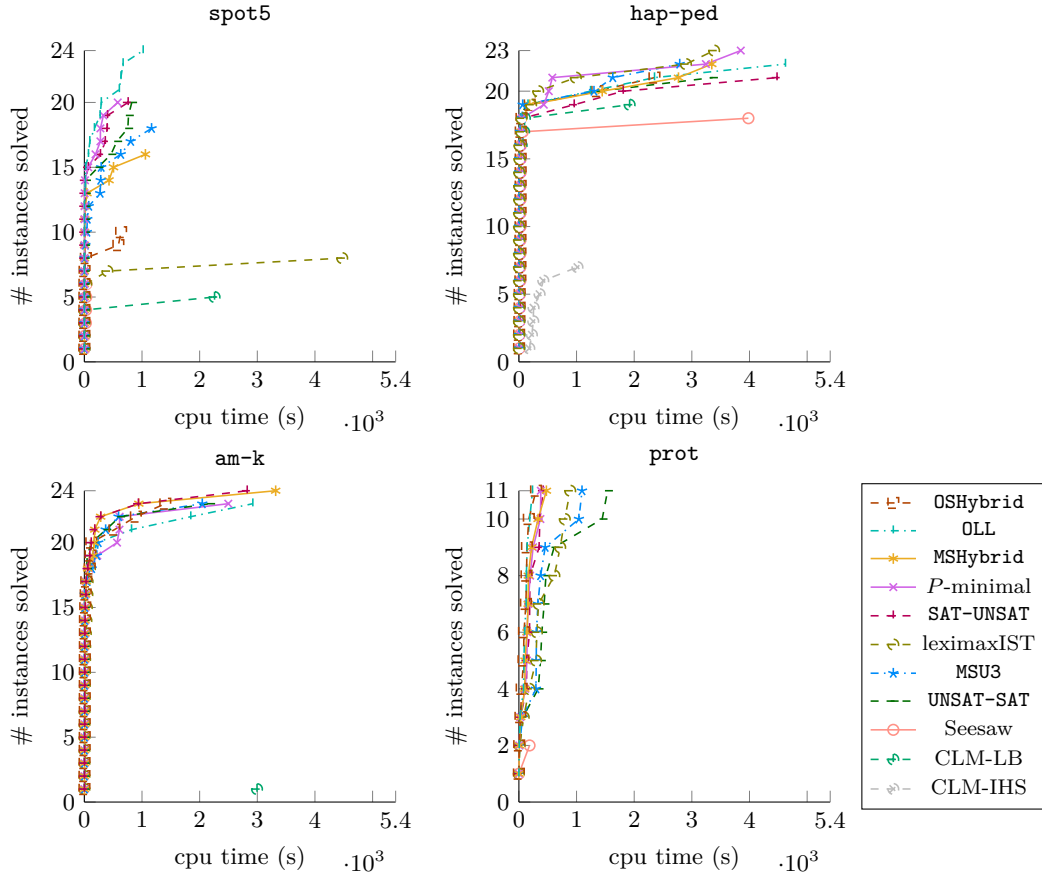 spot5
24
20
15
10
5
0
# instances solved
0 1 2 3 4 5.4
cpu time (s)
·10³
hap-ped
23
20
15
10
5
0
# instances solved
0 1 2 3 4 5.4
cpu time (s)
·10³
am-k
24
20
15
10
5
0
# instances solved
0 1 2 3 4 5.4
cpu time (s)
·10³
prot
11
10
8
6
4
2
0
# instances solved
0 1 2 3 4 5.4
cpu time (s)
·10³
OSHybrid
OLL
MSHybrid
P-minimal
SAT-UNSAT
leximaxIST
MSU3
UNSAT-SAT
Seesaw
CLM-LB
CLM-IHS